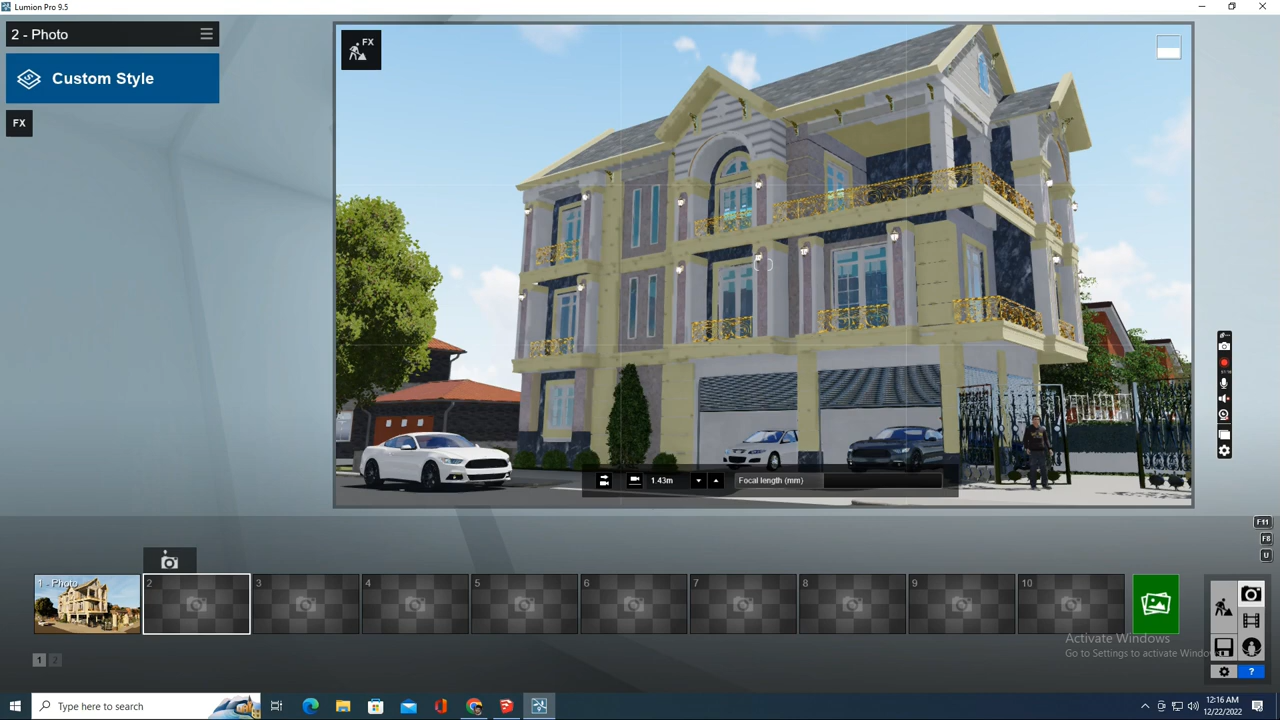 Lumion Pro 9.5
2 - Photo
Custom Style
FX
FX
1.43m
Focal length (mm)
F11
F8
U
1 - Photo
2
3
4
5
6
7
8
9
10
Activate Windows
Go to Settings to activate Windows
1
2
?
Type here to search
12:16 AM
12/22/2022